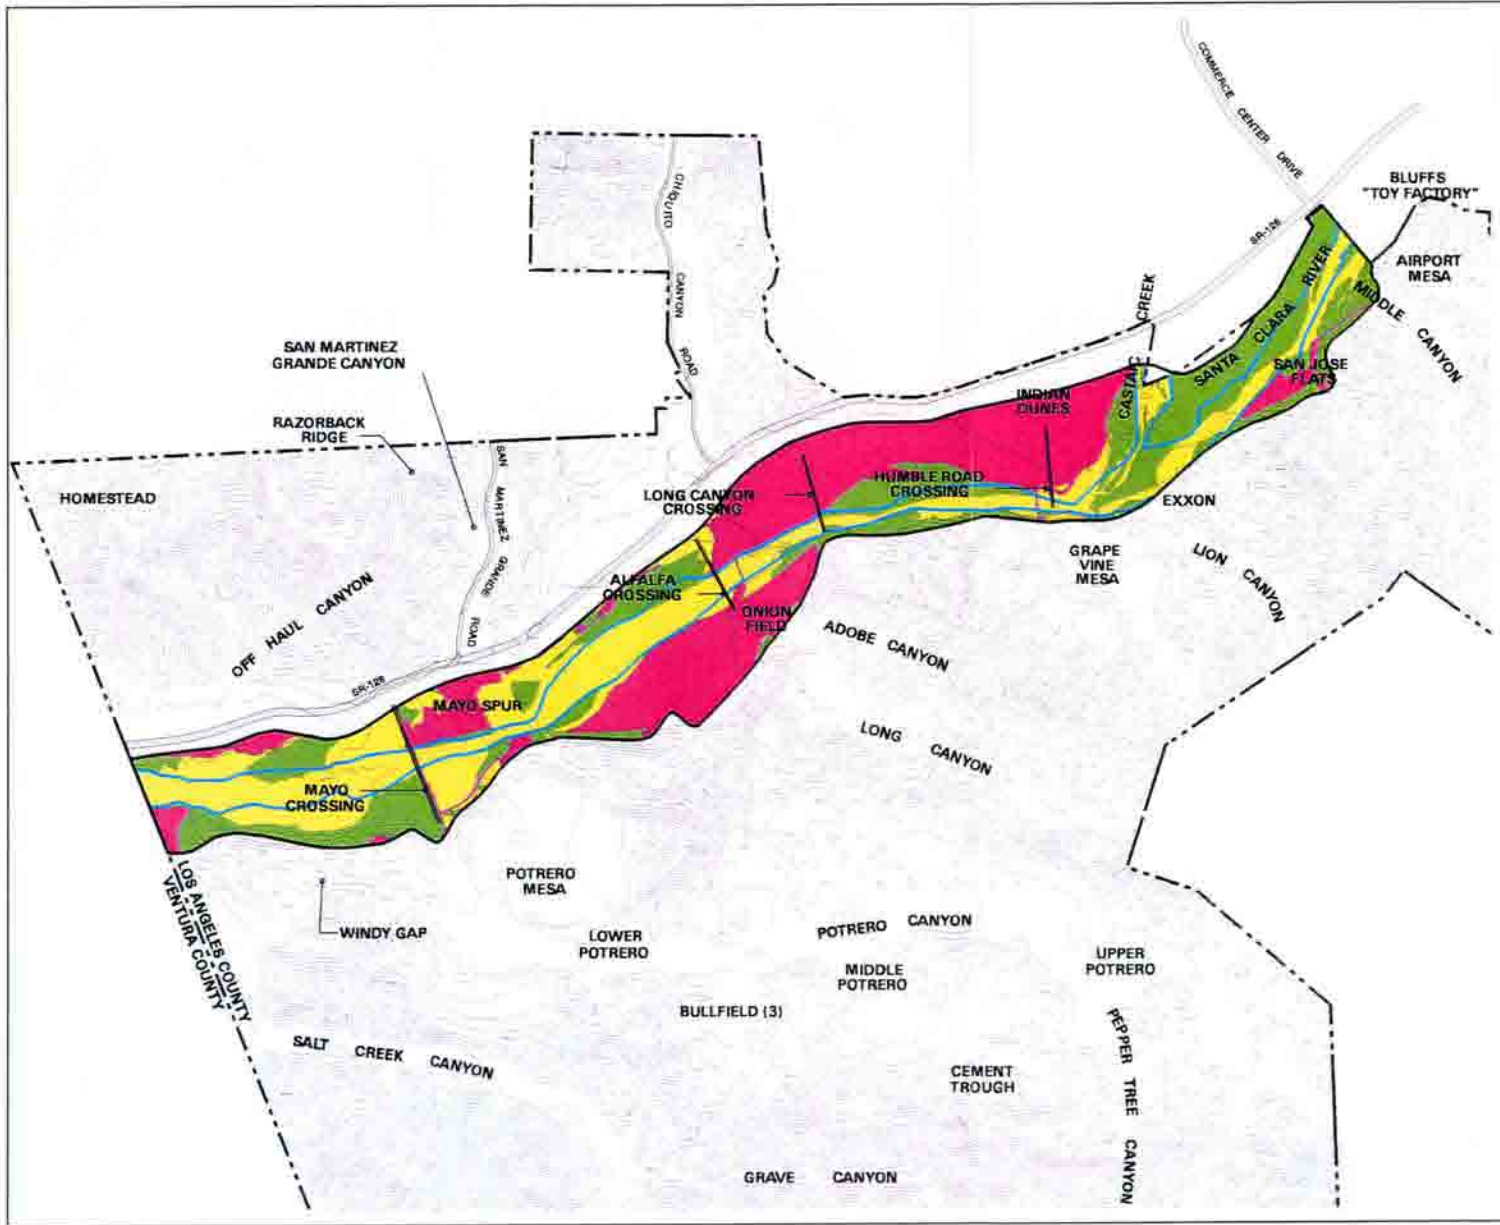 COMMERCE CENTER DRIVE
BLUFFS
"TOY FACTORY"
CHIQUITO CANYON ROAD
SR-126
AIRPORT
MESA
SANTA CLARA RIVER
MIDDLE CANYON
CASTAIC CREEK
SAN MARTINEZ
GRANDE CANYON
SAN JOSE
FLATS
INDIAN
DUNES
RAZORBACK
RIDGE
HOMESTEAD
SAN MARTINEZ GRANDE ROAD
LONG CANYON
CROSSING
HUMBLE ROAD
CROSSING
EXXON
GRAPE
VINE
MESA
LION CANYON
ALFALFA
CROSSING
ONKIN
FIELD
OFF HAUL CANYON
ADOBE CANYON
SR-126
MAYO SPUR
LONG CANYON
MAYO
CROSSING
LOS ANGELES COUNTY
VENTURA COUNTY
POTRERO
MESA
WINDY GAP
LOWER
POTRERO
POTRERO CANYON
MIDDLE
POTRERO
UPPER
POTRERO
BULLFIELD (3)
SALT CREEK CANYON
CEMENT
TROUGH
PEPPER TREE CANYON
GRAVE CANYON